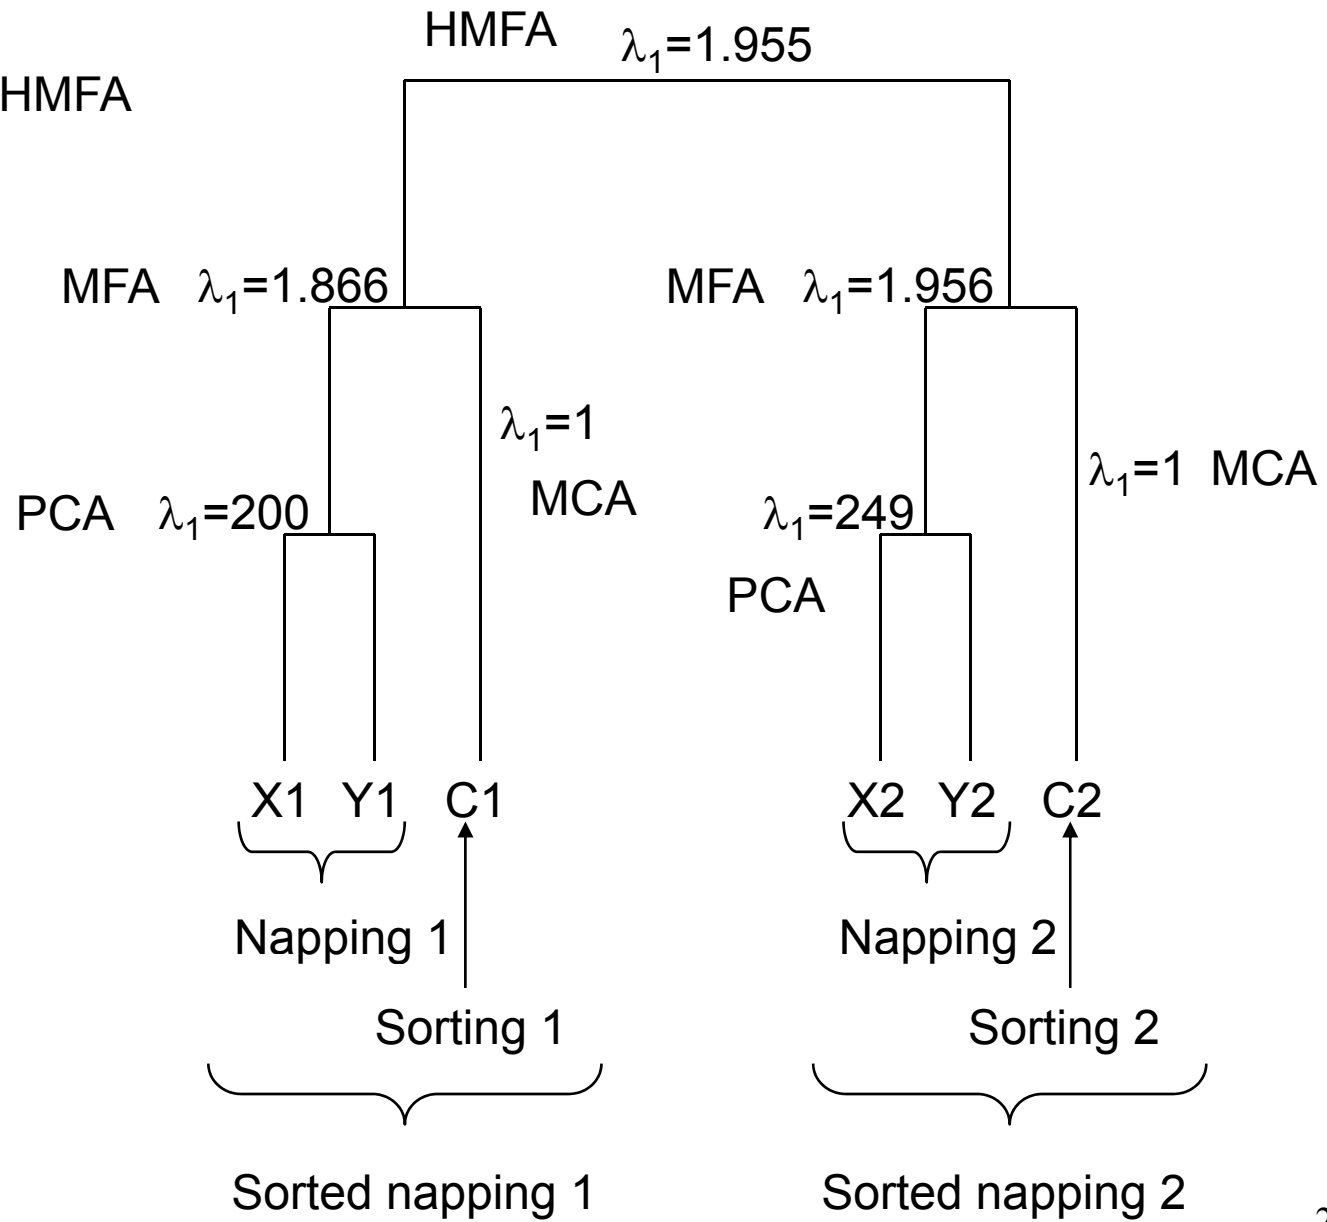 HMFA λ1=1.955
HMFA
MFA λ1=1.866 MFA λ1=1.956
λ1=1
MCA
λ1=1 MCA
PCA λ1=200 λ1=249
PCA
X1 Y1 C1 X2 Y2 C2
Napping 1 Napping 2
Sorting 1 Sorting 2
Sorted napping 1 Sorted napping 2